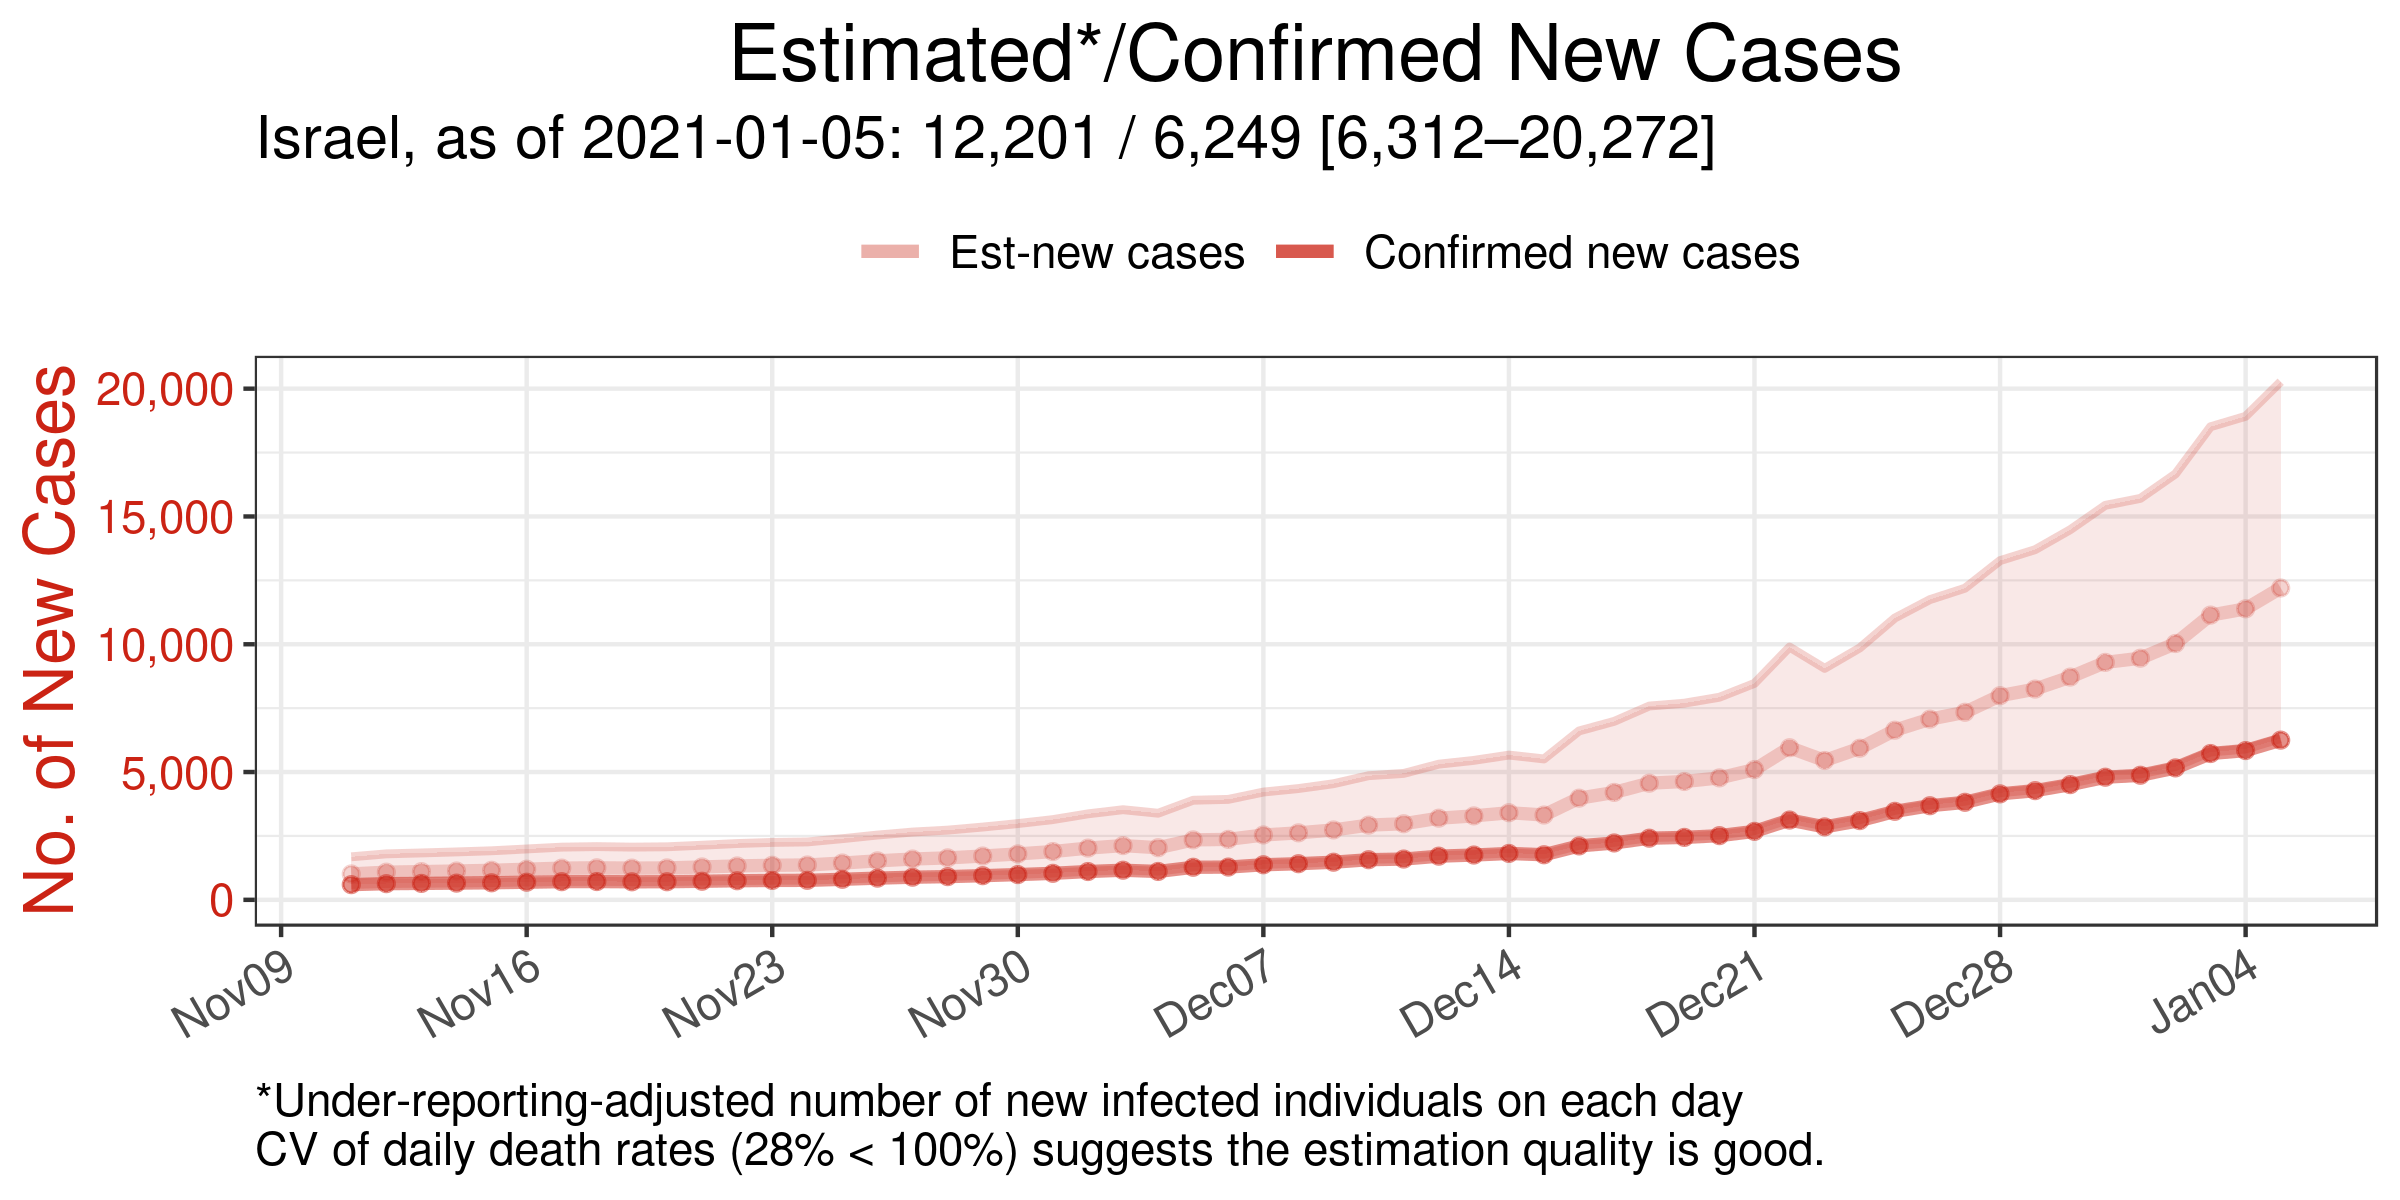 Estimated*/Confirmed New Cases
Israel, as of 2021-01-05: 12,201 / 6,249 [6,312–20,272]
Est-new cases
Confirmed new cases
No. of New Cases
20,000
15,000
10,000
5,000
0
Nov09
Nov16
Nov23
Nov30
Dec07
Dec14
Dec21
Dec28
Jan04
*Under-reporting-adjusted number of new infected individuals on each day
CV of daily death rates (28% < 100%) suggests the estimation quality is good.